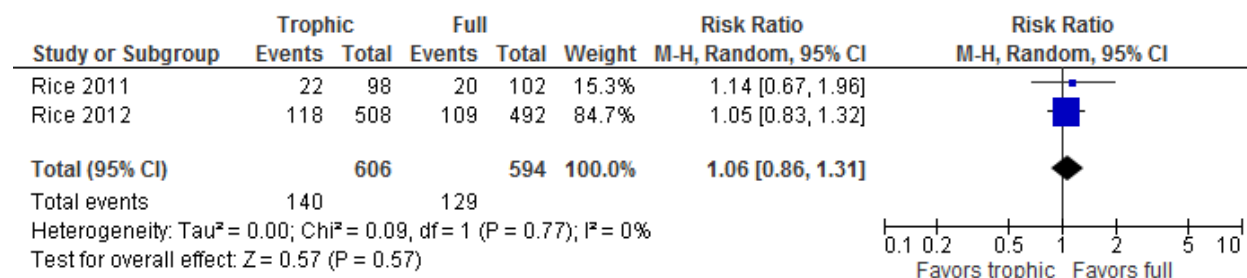 Trophic Full Risk Ratio Risk Ratio
Study or Subgroup Events Total Events Total Weight M-H, Random, 95% CI M-H, Random, 95% CI
Rice 2011 22 98 20 102 15.3% 1.14 [0.67, 1.96]
Rice 2012 118 508 109 492 84.7% 1.05 [0.83, 1.32]
Total (95% CI) 606 594 100.0% 1.06 [0.86, 1.31]
Total events 140 129
Heterogeneity: Tau² = 0.00; Chi² = 0.09, df = 1 (P = 0.77); I² = 0%
Test for overall effect: Z = 0.57 (P = 0.57)
0.1 0.2 0.5 1 2 5 10
Favors trophic Favors full